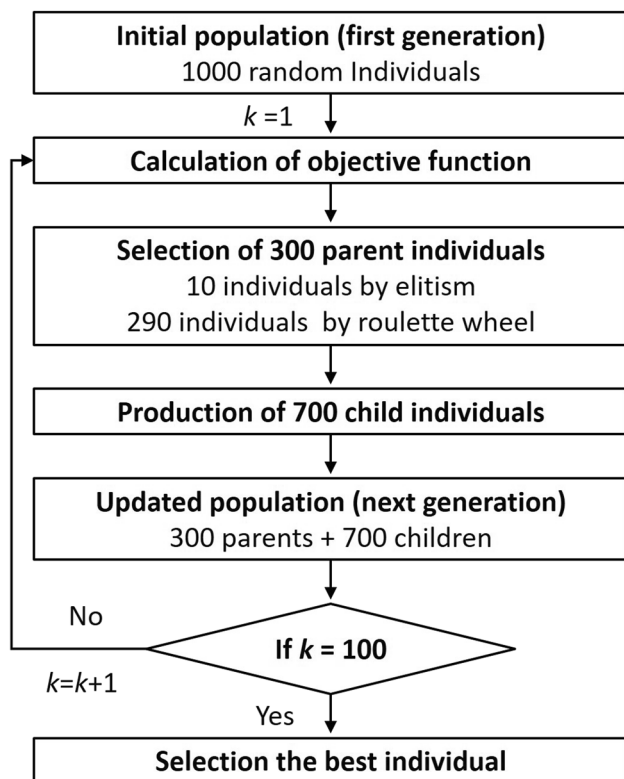 Initial population (first generation)
1000 random Individuals
k =1
Calculation of objective function
Selection of 300 parent individuals
10 individuals by elitism
290 individuals by roulette wheel
Production of 700 child individuals
Updated population (next generation)
300 parents + 700 children
No
If k = 100
k=k+1
Yes
Selection the best individual